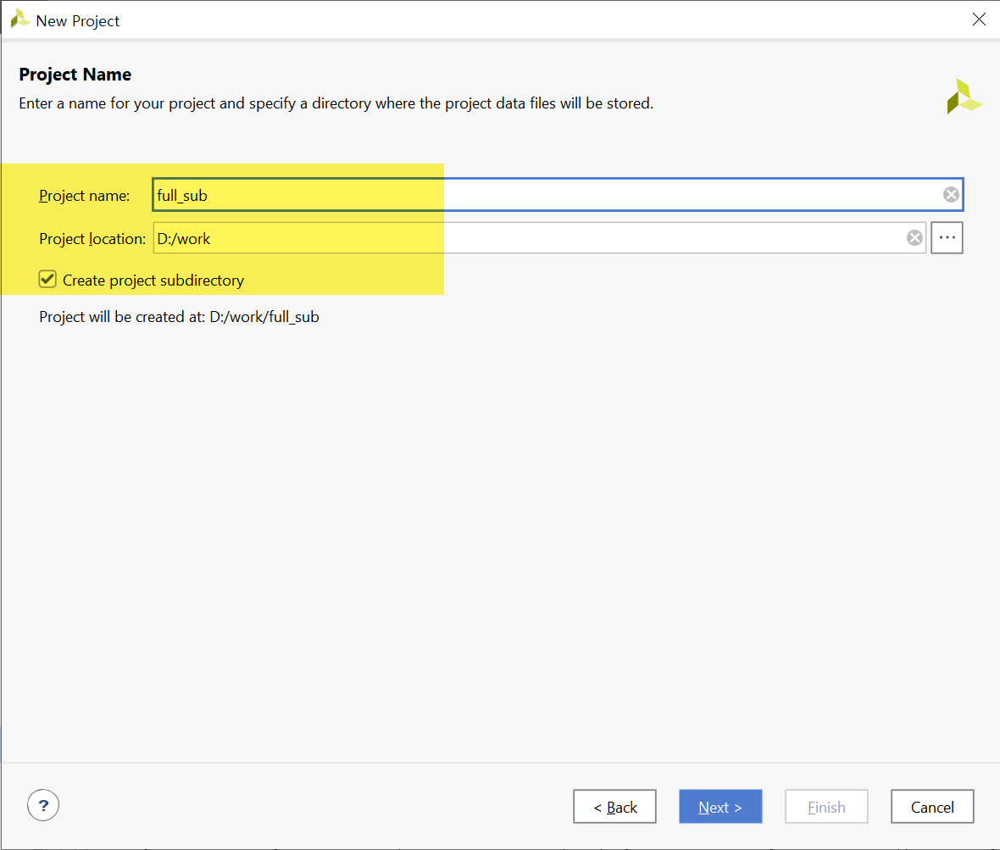 New Project
Project Name
Enter a name for your project and specify a directory where the project data files will be stored.
Project name: full_sub
Project location: D:/work ...
Create project subdirectory
Project will be created at: D:/work/full_sub
? < Back Next > Finish Cancel